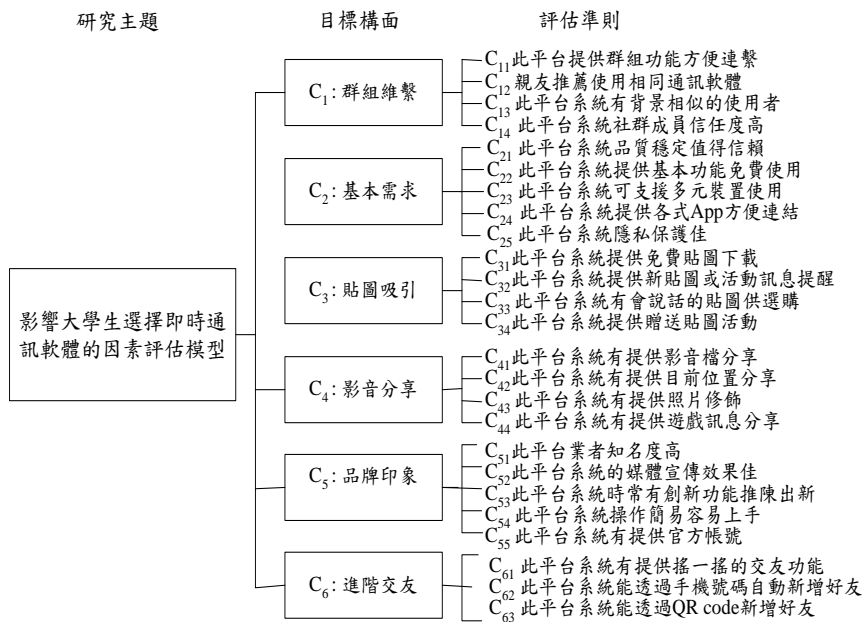 研究主題 目標構面 評估準則
影響大學生選擇即時通
訊軟體的因素評估模型
C1: 群組維繫
C11此平台提供群組功能方便連繫
C12 親友推薦使用相同通訊軟體
C13 此平台系統有背景相似的使用者
C14 此平台系統社群成員信任度高
C2: 基本需求
C21此平台系統品質穩定值得信賴
C22 此平台系統提供基本功能免費使用
C23 此平台系統可支援多元裝置使用
C24 此平台系統提供各式App方便連結
C25 此平台系統隱私保護佳
C3: 貼圖吸引
C31此平台系統提供免費貼圖下載
C32此平台系統提供新貼圖或活動訊息提醒
C33 此平台系統有會說話的貼圖供選購
C34 此平台系統提供贈送貼圖活動
C4: 影音分享
C41此平台系統有提供影音檔分享
C42 此平台系統有提供目前位置分享
C43 此平台系統有提供照片修飾
C44 此平台系統有提供遊戲訊息分享
C5: 品牌印象
C51此平台業者知名度高
C52 此平台系統的媒體宣傳效果佳
C53此平台系統時常有創新功能推陳出新
C54 此平台系統操作簡易容易上手
C55 此平台系統有提供官方帳號
C6: 進階交友
C61 此平台系統有提供搖一搖的交友功能
C62 此平台系統能透過手機號碼自動新增好友
C63 此平台系統能透過QR code新增好友